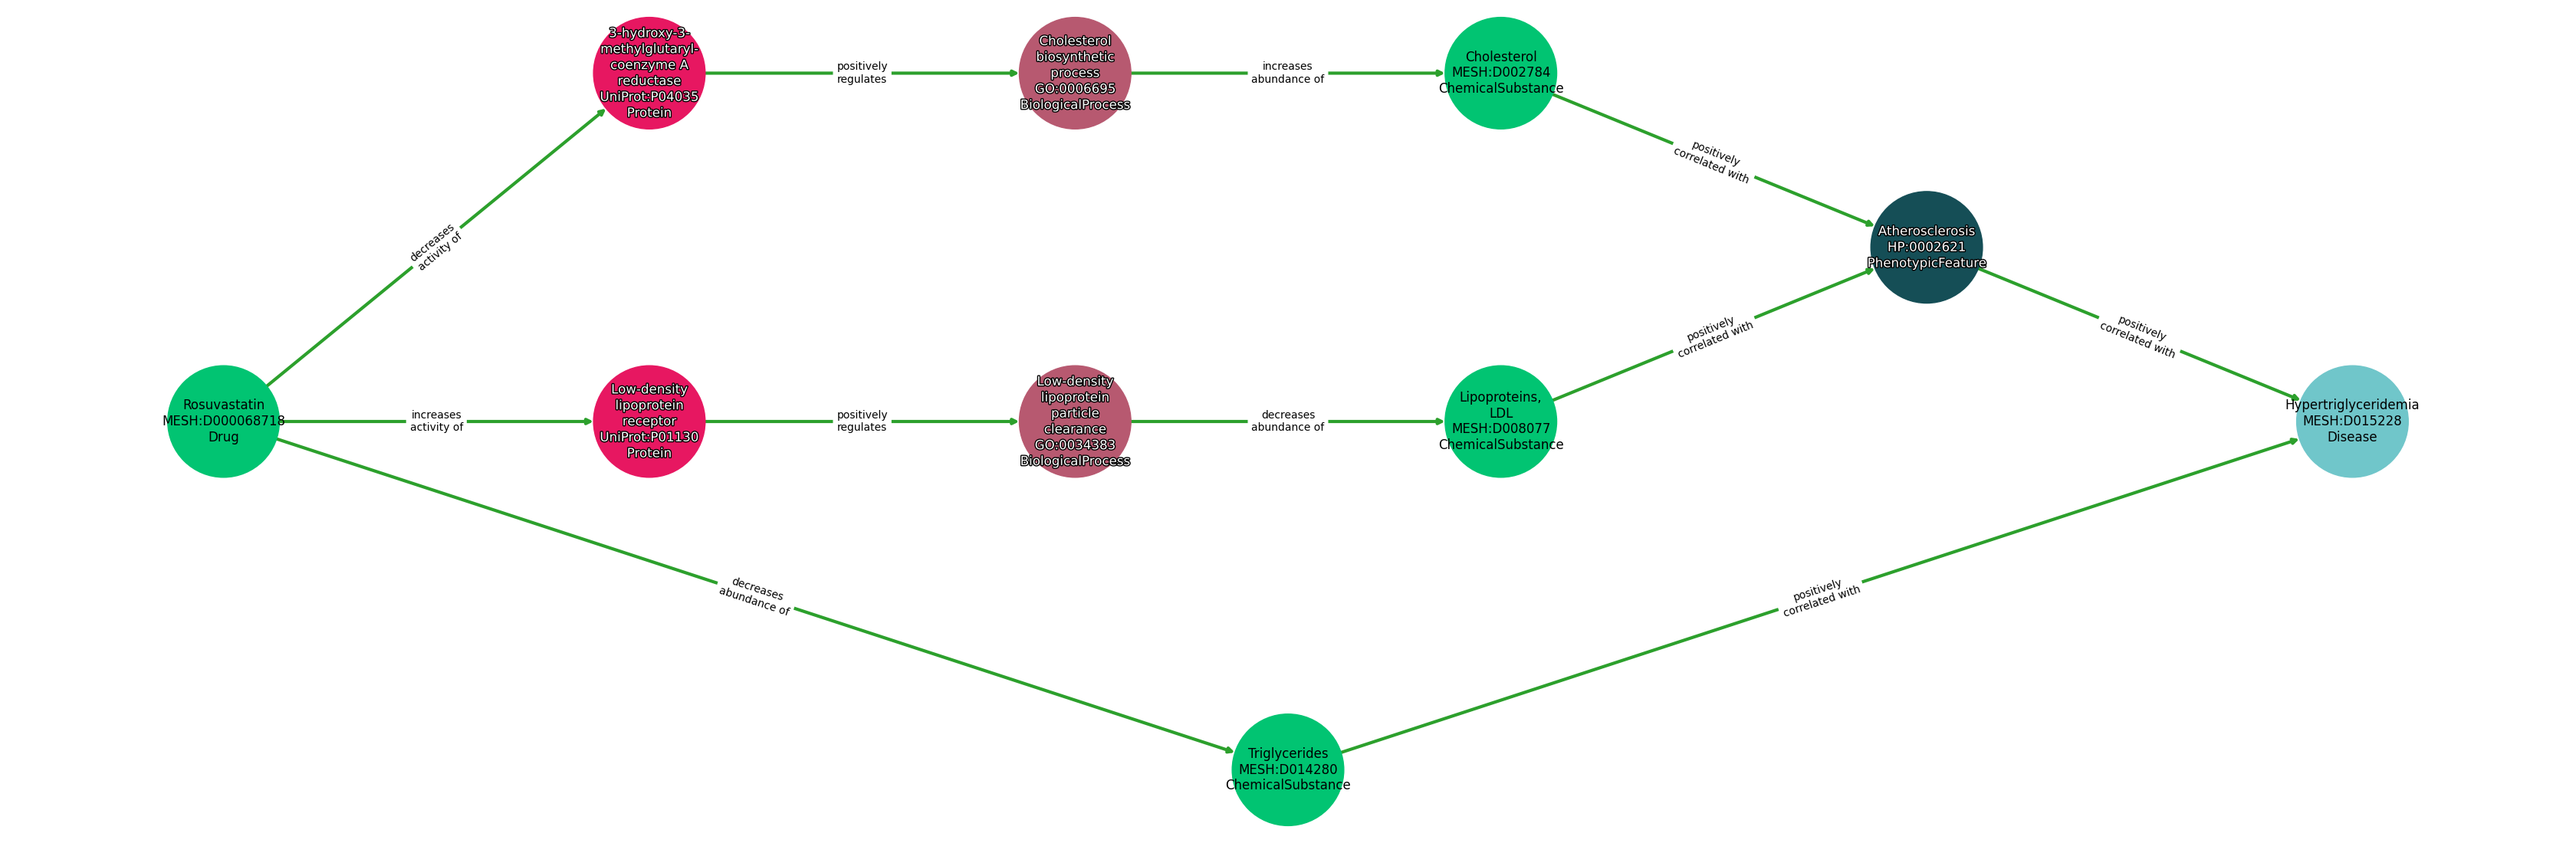 3-hydroxy-3-
methylglutaryl-
coenzyme A
reductase
UniProt:P04035
Protein
positively
regulates
Cholesterol
biosynthetic
process
GO:0006695
BiologicalProcess
increases
abundance of
Cholesterol
MESH:D002784
ChemicalSubstance
positively
correlated with
decreases
activity of
Atherosclerosis
HP:0002621
PhenotypicFeature
positively
correlated with
positively
correlated with
Rosuvastatin
MESH:D000068718
Drug
increases
activity of
Low-density
lipoprotein
receptor
UniProt:P01130
Protein
positively
regulates
Low-density
lipoprotein
particle
clearance
GO:0034383
BiologicalProcess
decreases
abundance of
Lipoproteins,
LDL
MESH:D008077
ChemicalSubstance
Hypertriglyceridemia
MESH:D015228
Disease
decreases
abundance of
positively
correlated with
Triglycerides
MESH:D014280
ChemicalSubstance